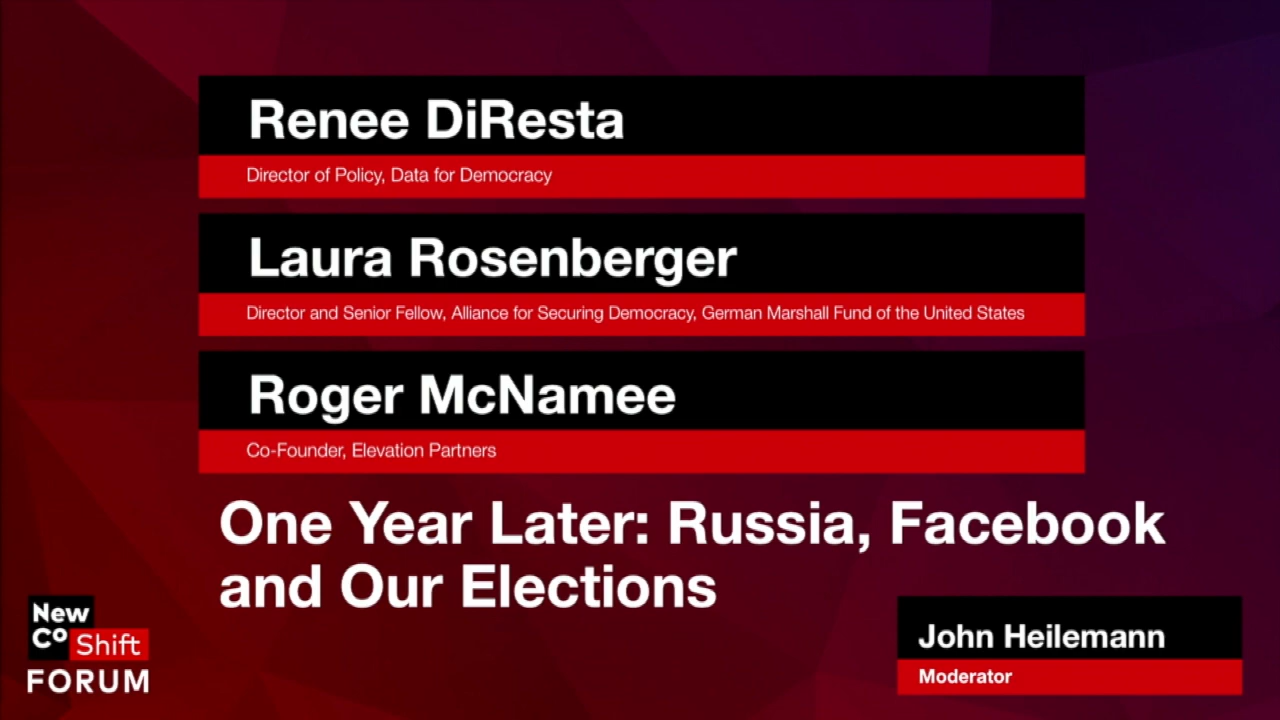 Renee DiResta
Director of Policy, Data for Democracy
Laura Rosenberger
Director and Senior Fellow, Alliance for Securing Democracy, German Marshall Fund of the United States
Roger McNamee
Co-Founder, Elevation Partners
One Year Later: Russia, Facebook
and Our Elections
New
Co Shift
FORUM
John Heilemann
Moderator